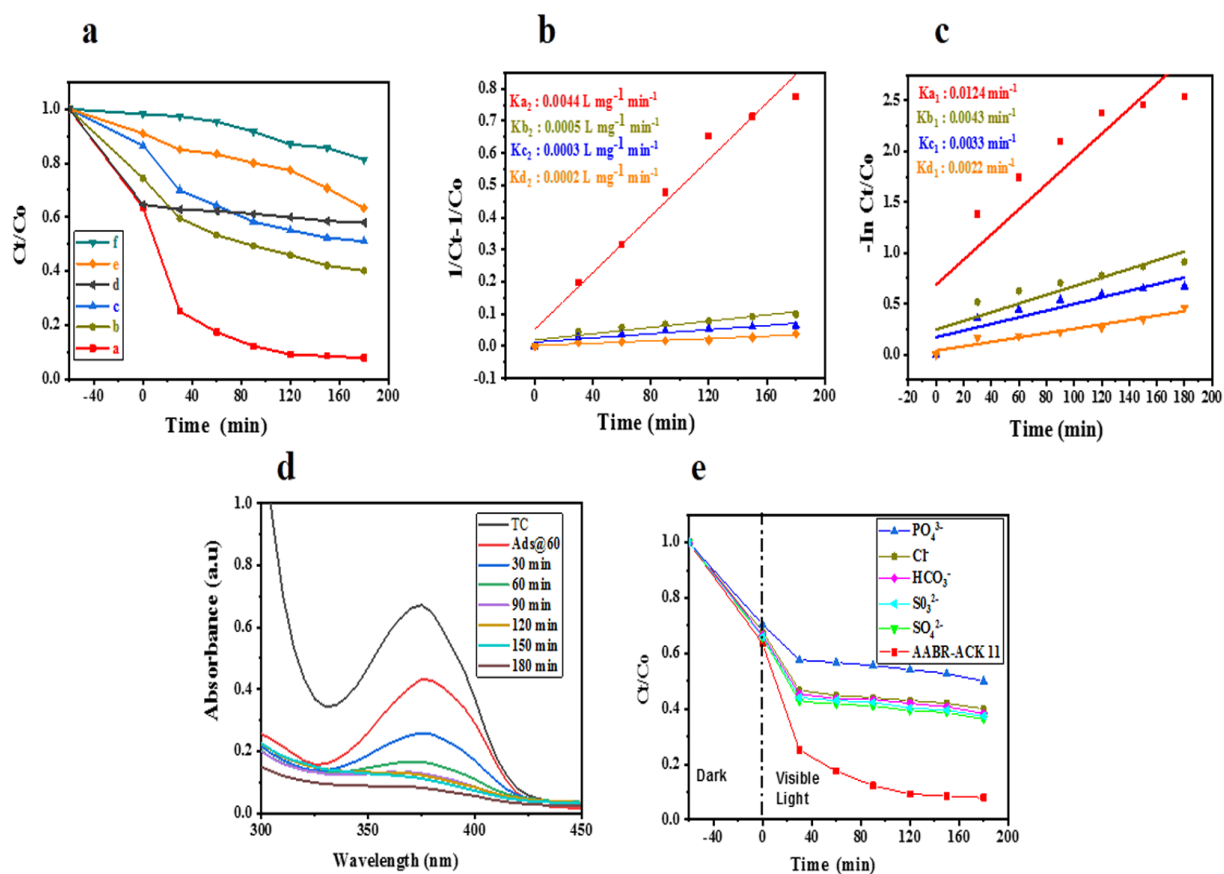 a
Ct/Co
1.0
0.8
0.6
0.4
0.2
0.0
f
e
d
c
b
a
-40 0 40 80 120 160 200
Time (min)
b
1/Ct-1/Co
0.8
0.7
0.6
0.5
0.4
0.3
0.2
0.1
0.0
-0.1
Ka₂ : 0.0044 L mg⁻¹ min⁻¹
Kb₂ : 0.0005 L mg⁻¹ min⁻¹
Kc₂ : 0.0003 L mg⁻¹ min⁻¹
Kd₂ : 0.0002 L mg⁻¹ min⁻¹
0 40 80 120 160 200
Time (min)
c
-In Ct/Co
2.5
2.0
1.5
1.0
0.5
0.0
Ka₁ : 0.0124 min⁻¹
Kb₁ : 0.0043 min⁻¹
Kc₁ : 0.0033 min⁻¹
Kd₁ : 0.0022 min⁻¹
-20 0 20 40 60 80 100 120 140 160 180 200
Time (min)
d
Absorbance (a.u)
1.0
0.8
0.6
0.4
0.2
0.0
TC
Ads@60
30 min
60 min
90 min
120 min
150 min
180 min
300 350 400 450
Wavelength (nm)
e
Ct/Co
1.0
0.8
0.6
0.4
0.2
0.0
PO₄³⁻
Cl⁻
HCO₃⁻
S0₃²⁻
SO₄²⁻
AABR-ACK 11
Dark
Visible
Light
-40 0 40 80 120 160 200
Time (min)